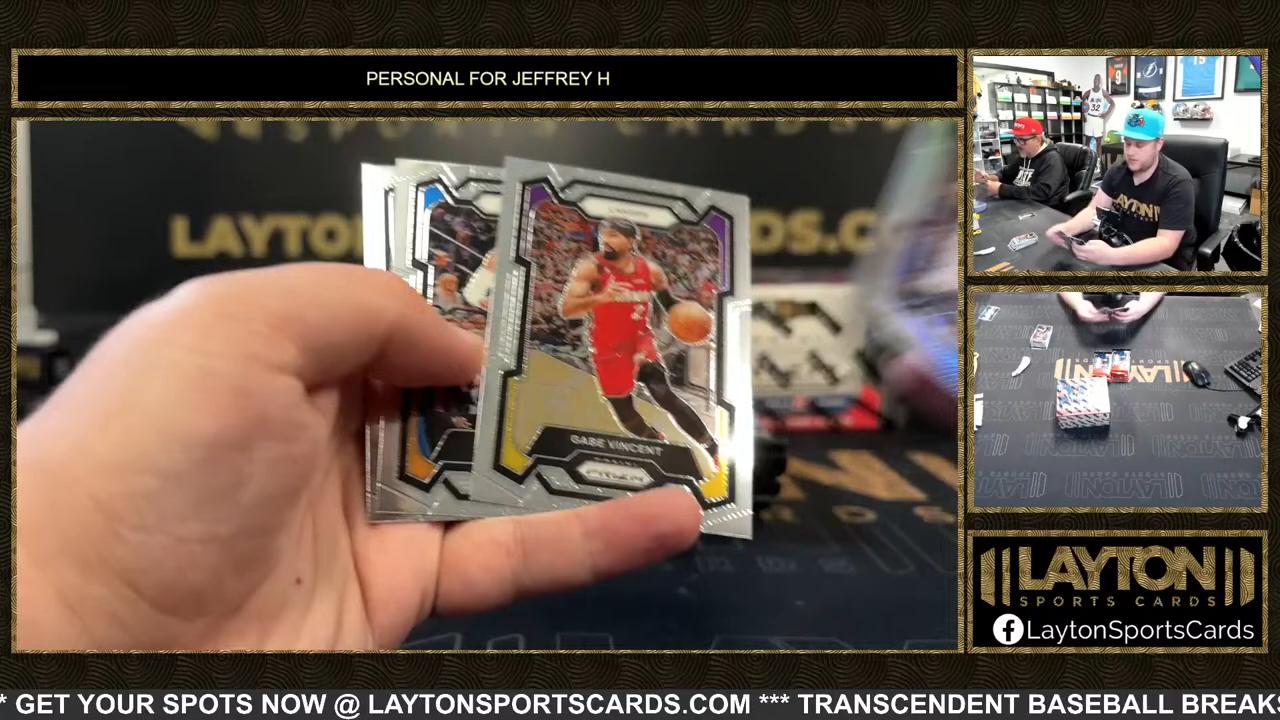 PERSONAL FOR JEFFREY H
LAYTON
GABE VINCENT
PRIZM
LAYTON
SPORTS CARDS
LaytonSportsCards
* GET YOUR SPOTS NOW @ LAYTONSPORTSCARDS.COM *** TRANSCENDENT BASEBALL BREAKS